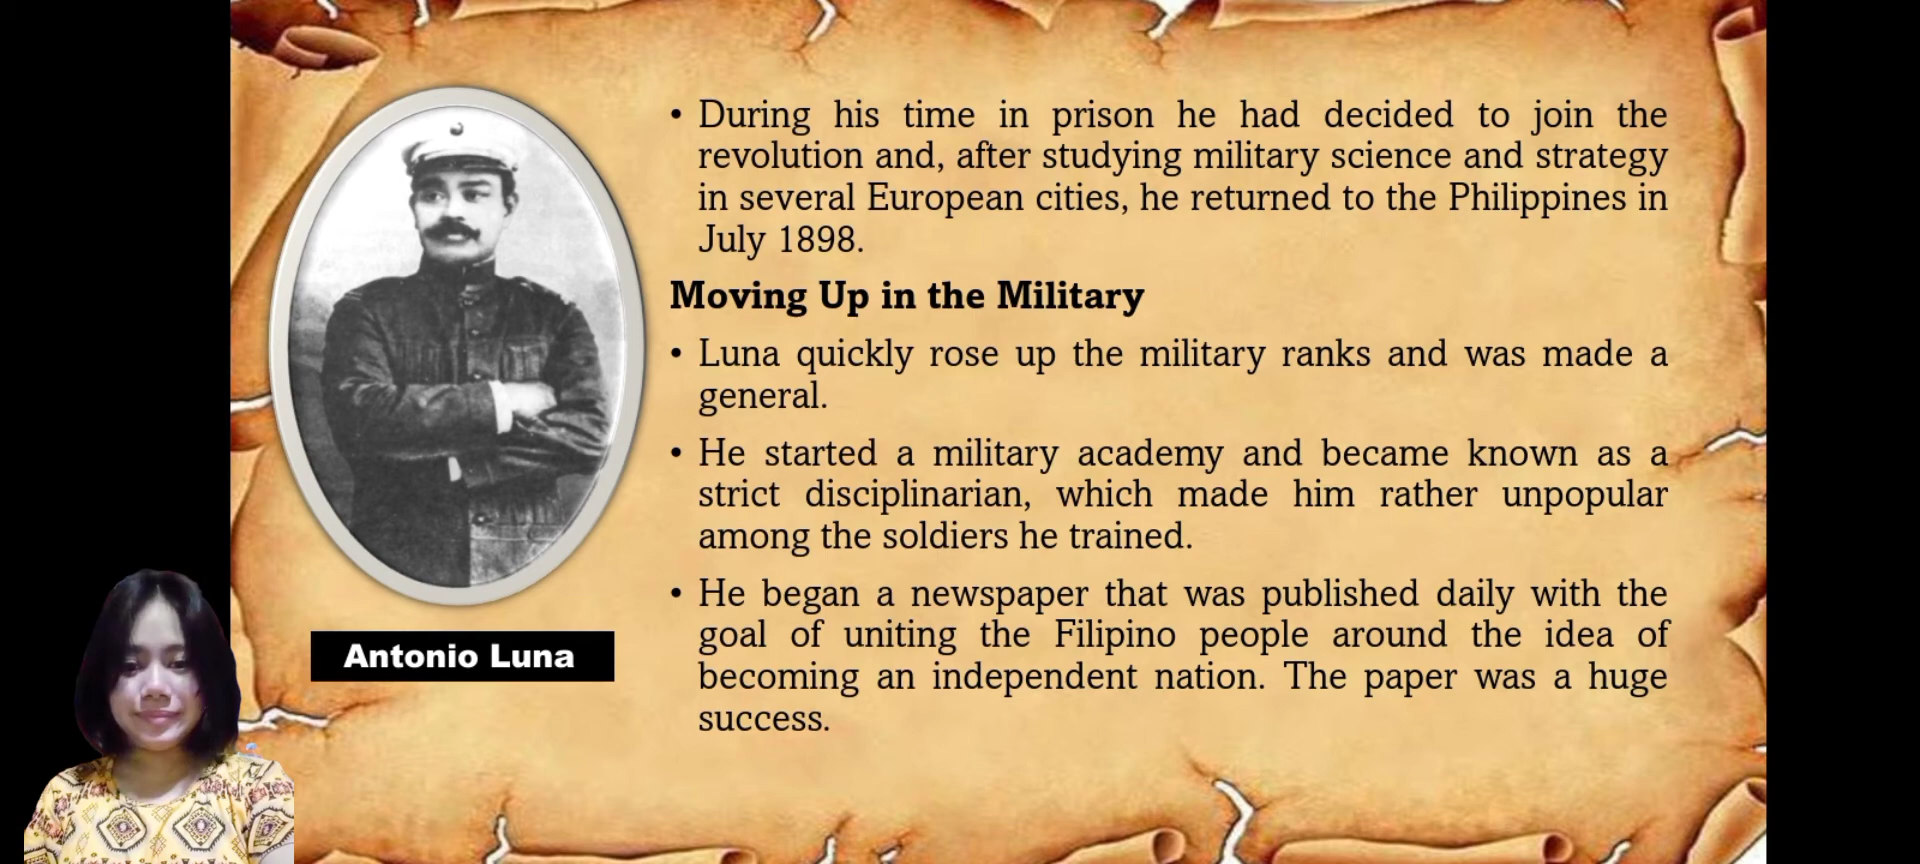 • During his time in prison he had decided to join the
revolution and, after studying military science and strategy
in several European cities, he returned to the Philippines in
July 1898.
Moving Up in the Military
• Luna quickly rose up the military ranks and was made a
general.
• He started a military academy and became known as a
strict disciplinarian, which made him rather unpopular
among the soldiers he trained.
• He began a newspaper that was published daily with the
goal of uniting the Filipino people around the idea of
becoming an independent nation. The paper was a huge
success.
Antonio Luna